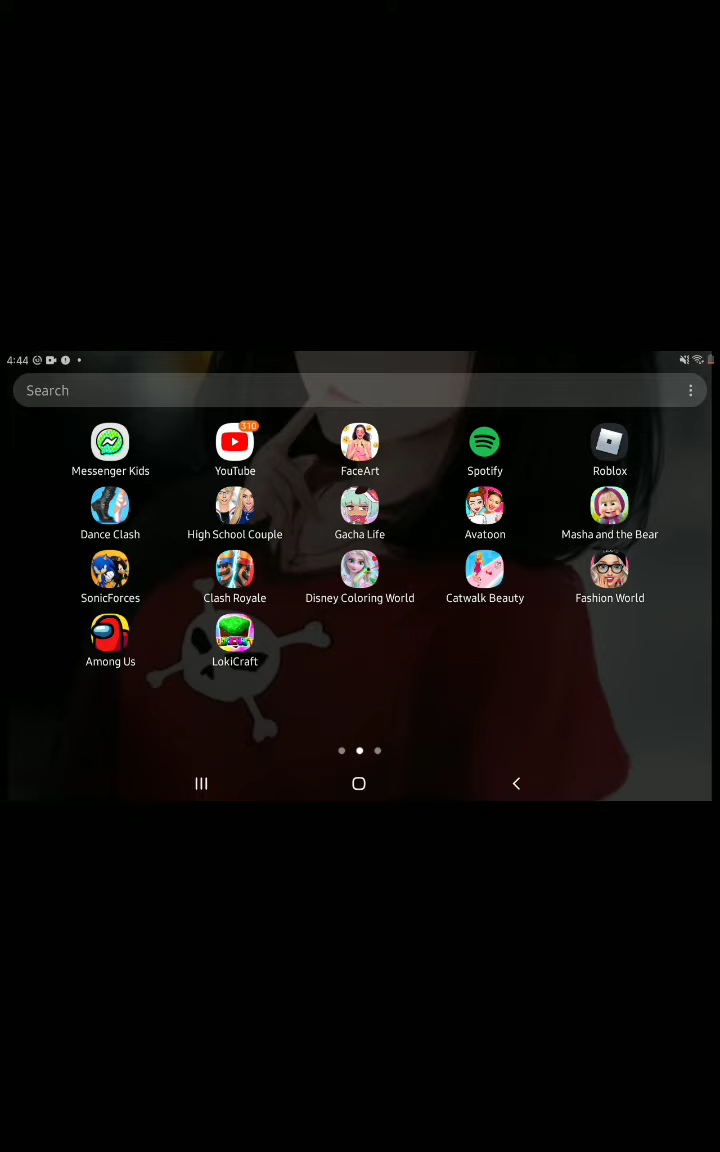 4:44
Search
310
Messenger Kids YouTube FaceArt Spotify Roblox
Dance Clash High School Couple Gacha Life Avatoon Masha and the Bear
SonicForces Clash Royale Disney Coloring World Catwalk Beauty Fashion World
Among Us LokiCraft